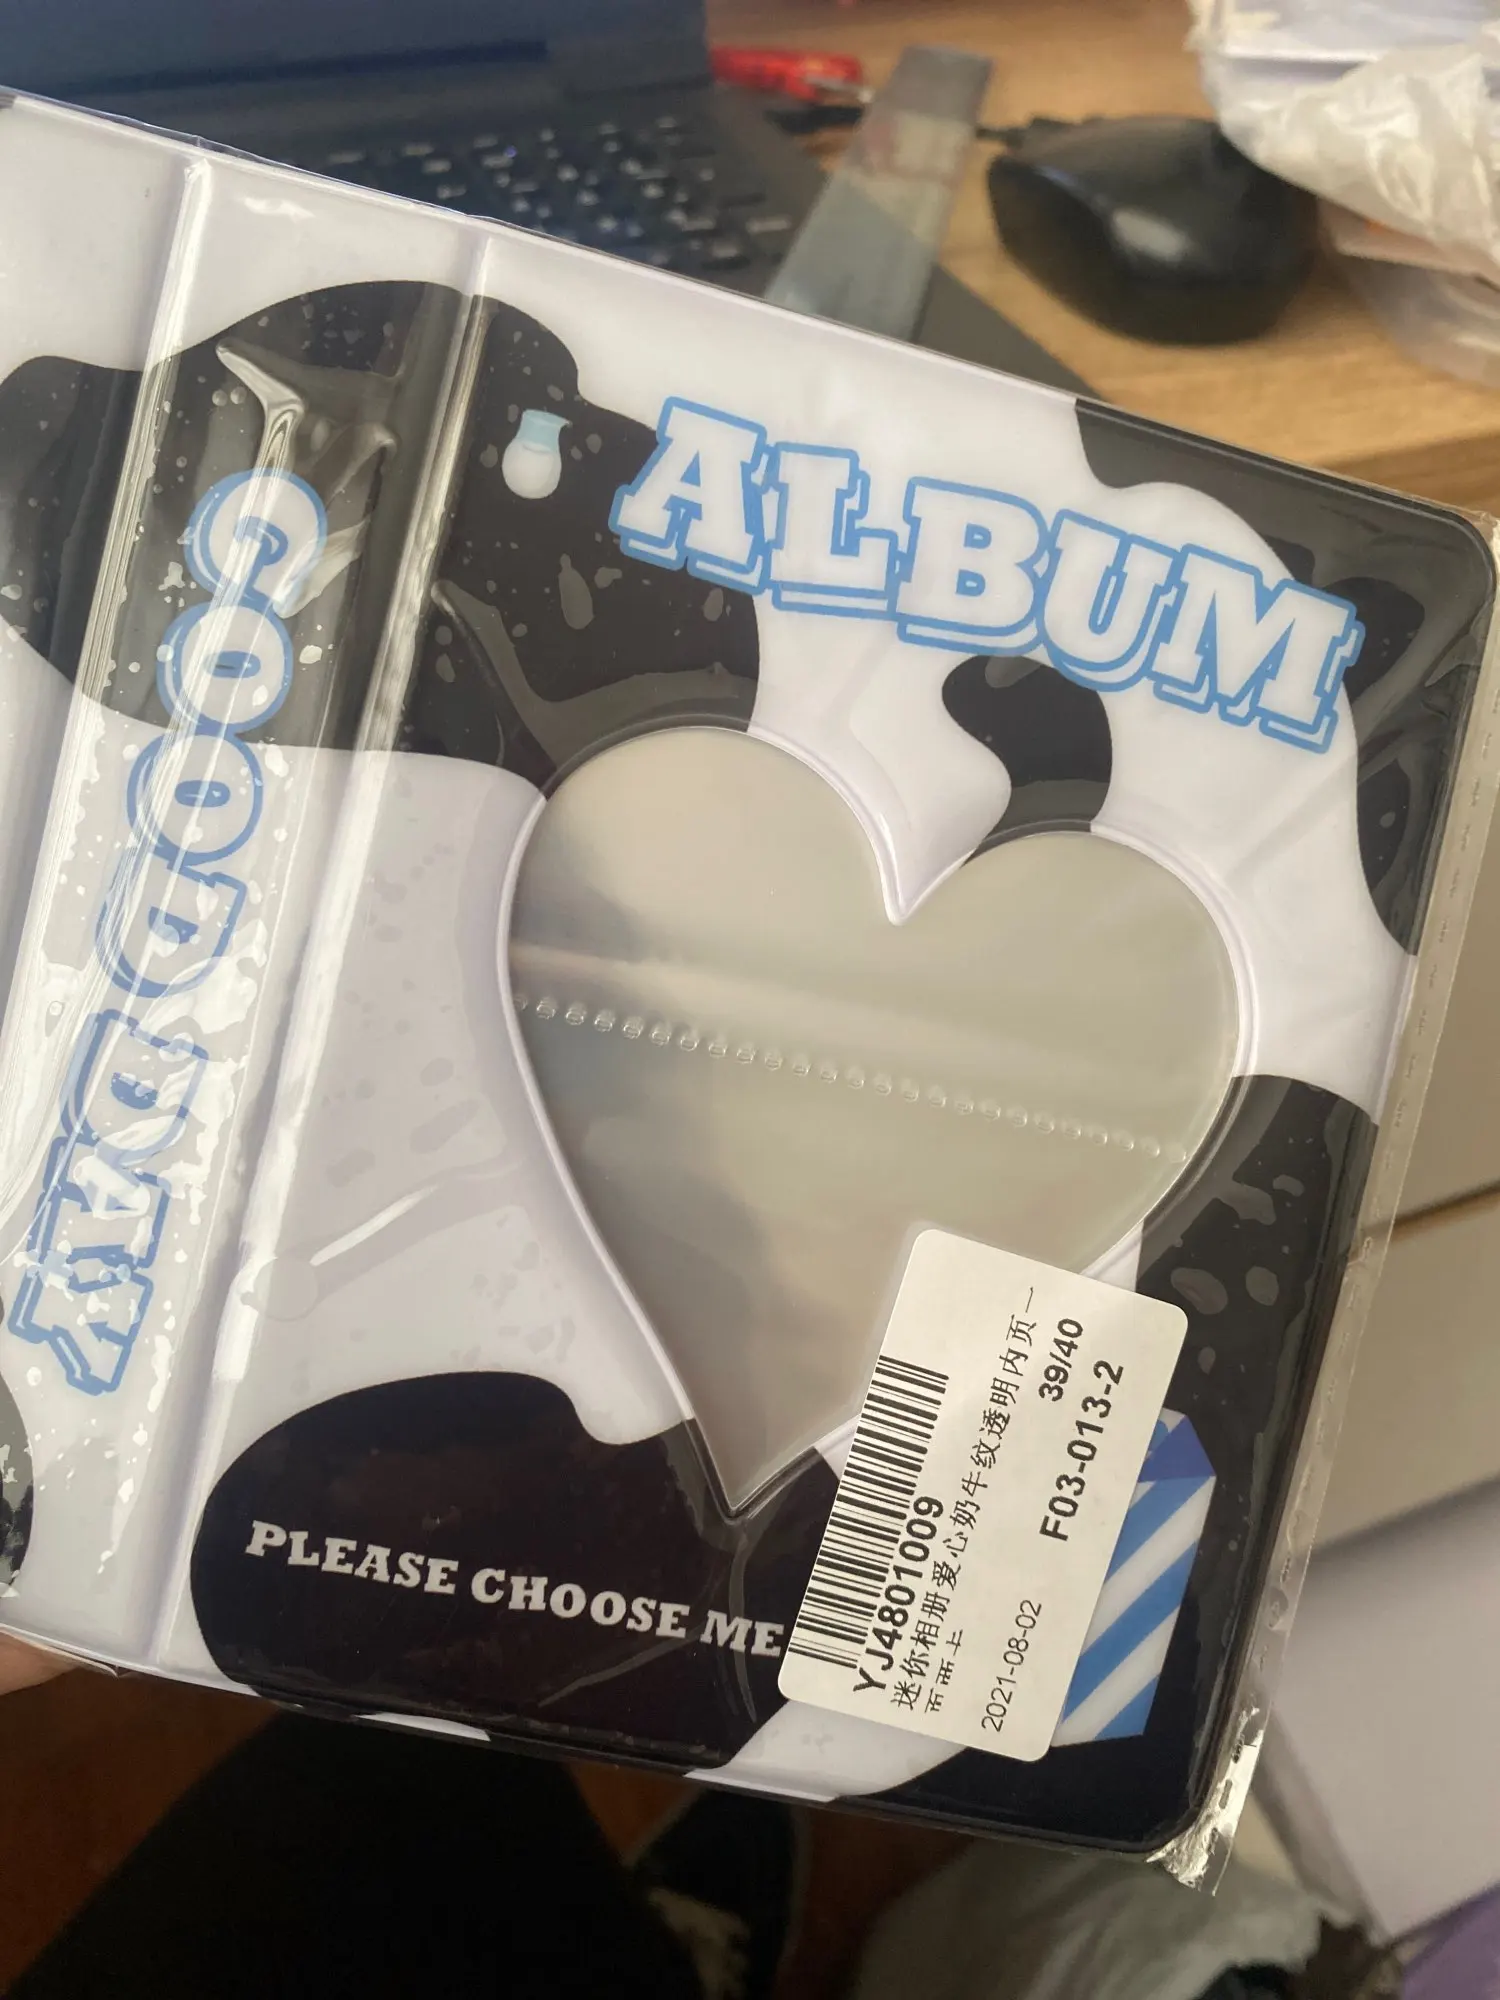 ALBUM
GOOD DAY
PLEASE CHOOSE ME
YJ4801009
迷你相册爱心奶牛纹透明内页一
39/40
F03-013-2
2021-08-02